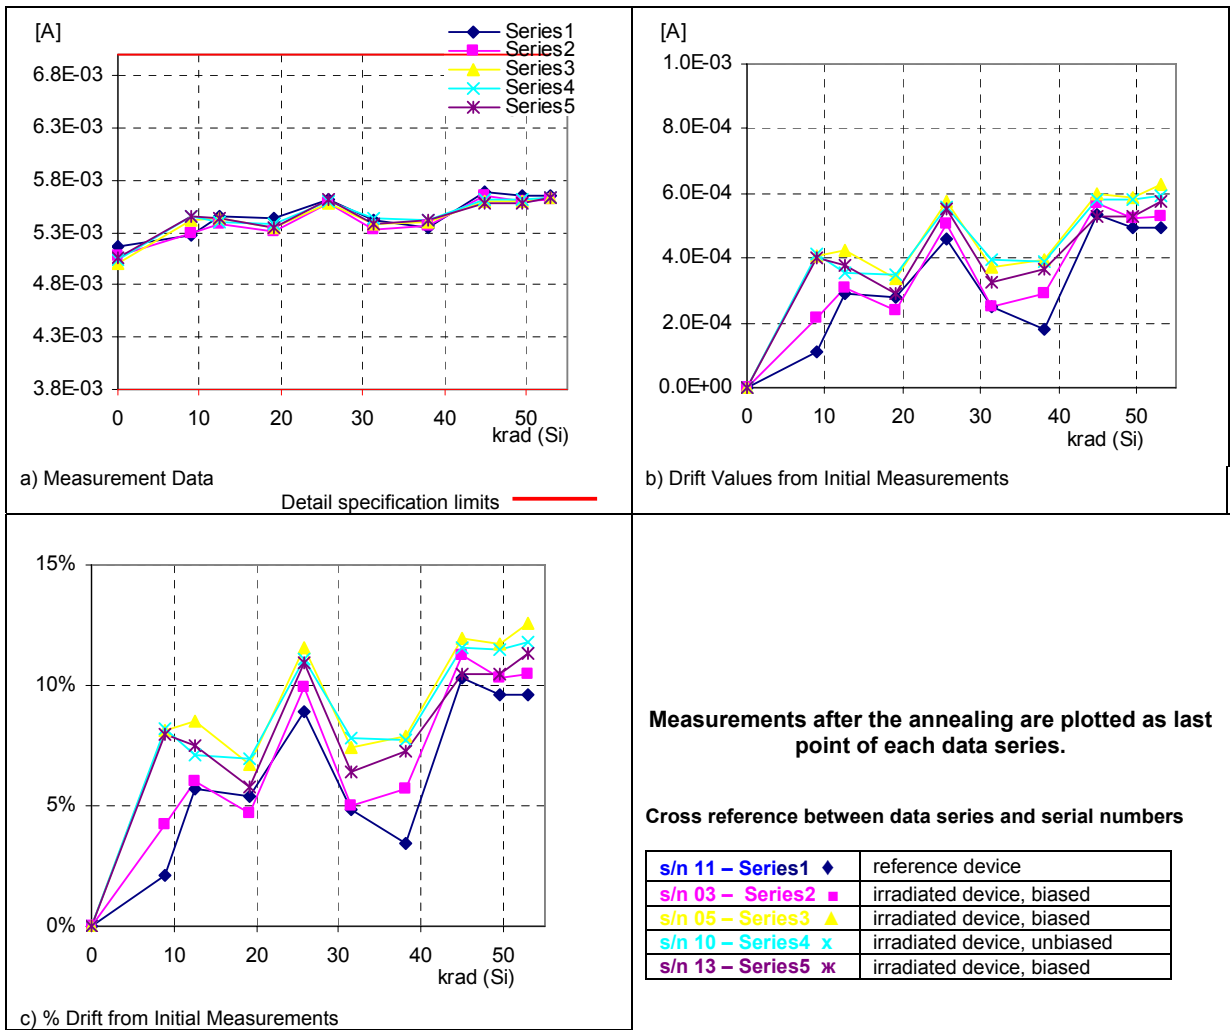 [A]
Series1
Series2
Series3
Series4
Series5
6.8E-03
6.3E-03
5.8E-03
5.3E-03
4.8E-03
4.3E-03
3.8E-03
0 10 20 30 40 50
krad (Si)
a) Measurement Data
Detail specification limits
[A]
1.0E-03
8.0E-04
6.0E-04
4.0E-04
2.0E-04
0.0E+00
0 10 20 30 40 50
krad (Si)
b) Drift Values from Initial Measurements
15%
10%
5%
0%
0 10 20 30 40 50
krad (Si)
c) % Drift from Initial Measurements
Measurements after the annealing are plotted as last
point of each data series.
Cross reference between data series and serial numbers
s/n 11 – Series1 ♦ reference device
s/n 03 – Series2 ■ irradiated device, biased
s/n 05 – Series3 ▲ irradiated device, biased
s/n 10 – Series4 x irradiated device, unbiased
s/n 13 – Series5 ж irradiated device, biased